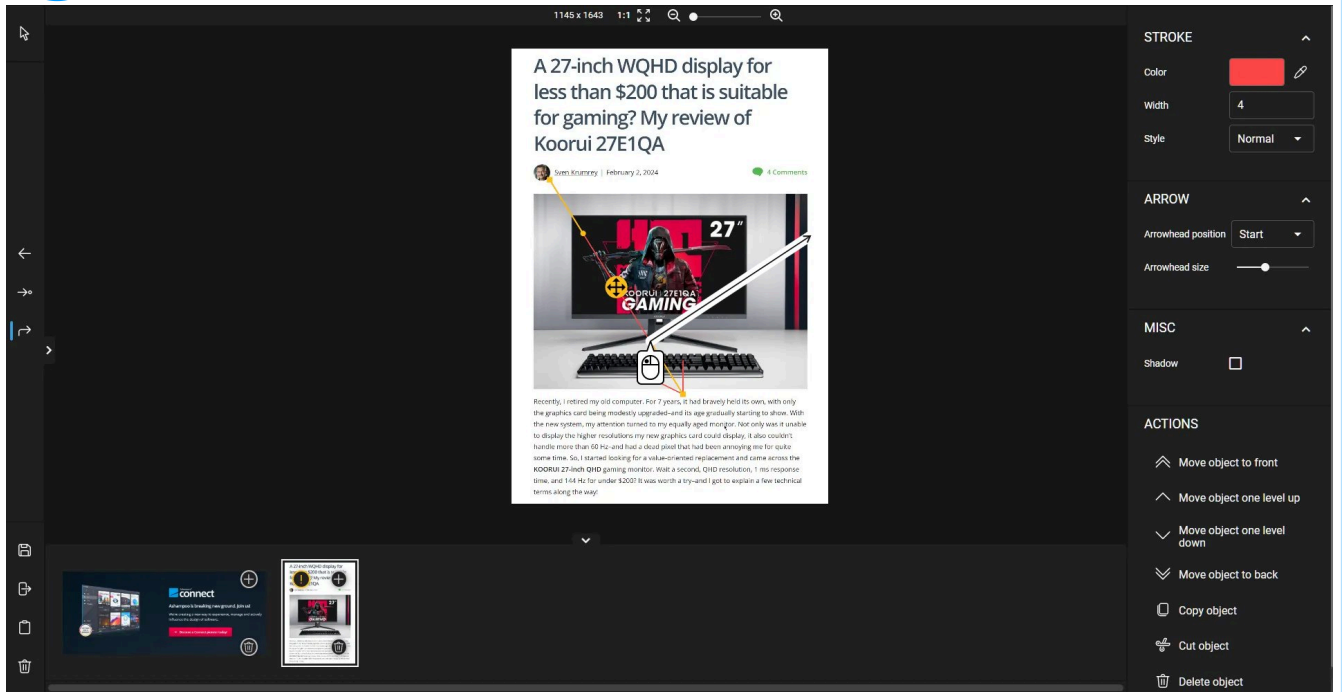 1145 x 1643 1:1
A 27-inch WQHD display for
less than $200 that is suitable
for gaming? My review of
Koorui 27E1QA
Sven Krumrey | February 2, 2024 4 Comments
27"
KOORUI 27E1QA
GAMING
Recently, I retired my old computer. For 7 years, it had bravely held its own, with only
the graphics card being modestly upgraded–and its age gradually starting to show. With
the new system, my attention turned to my equally aged monitor. Not only was it unable
to display the higher resolutions my new graphics card could display, it also couldn't
handle more than 60 Hz–and had a dead pixel that had been annoying me for quite
some time. So, I started looking for a value-oriented replacement and came across the
KOORUI 27-inch QHD gaming monitor. Wait a second, QHD resolution, 1 ms response
time, and 144 Hz for under $200? It was worth a try–and I got to explain a few technical
terms along the way!
STROKE
Color
Width 4
Style Normal
ARROW
Arrowhead position Start
Arrowhead size
MISC
Shadow
ACTIONS
Move object to front
Move object one level up
Move object one level
down
Move object to back
Copy object
Cut object
Delete object
connect
Ashampoo is breaking new ground. Join us!
27"